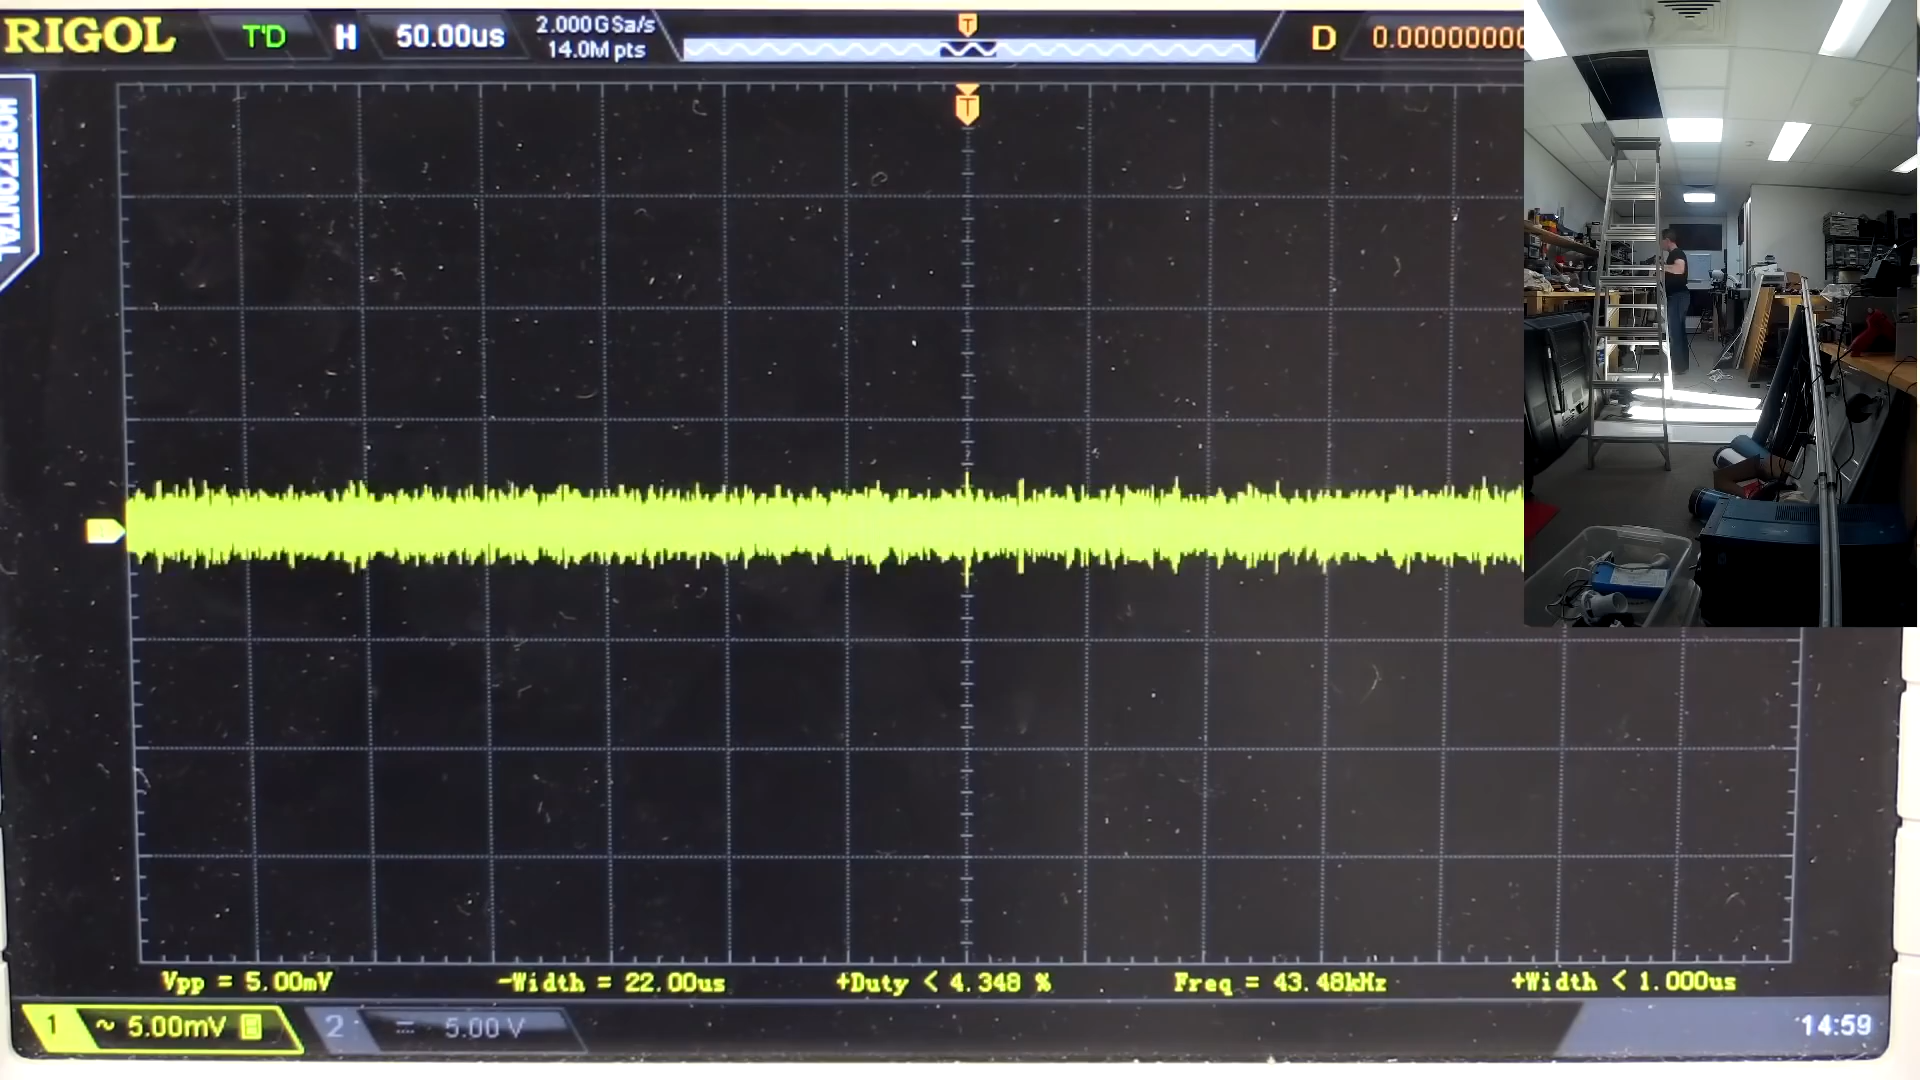 RIGOL T'D H 50.00us 2.000GSa/s 14.0M pts T D 0.00000000
T
HORIZONTAL
Vpp = 5.00mV -Width = 22.00us +Duty < 4.348 % Freq = 43.48kHz +Width < 1.000us
1 ~ 5.00mV B 2 = 5.00 V 14:59